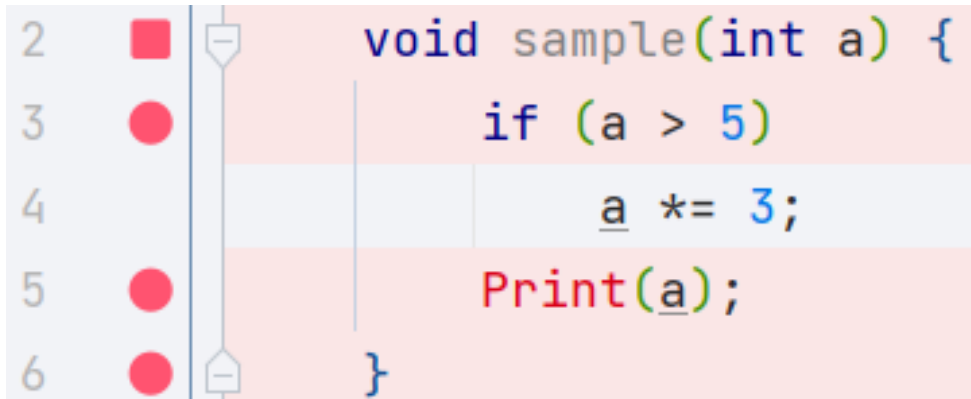 2 void sample(int a) {
3 if (a > 5)
4 a *= 3;
5 Print(a);
6 }